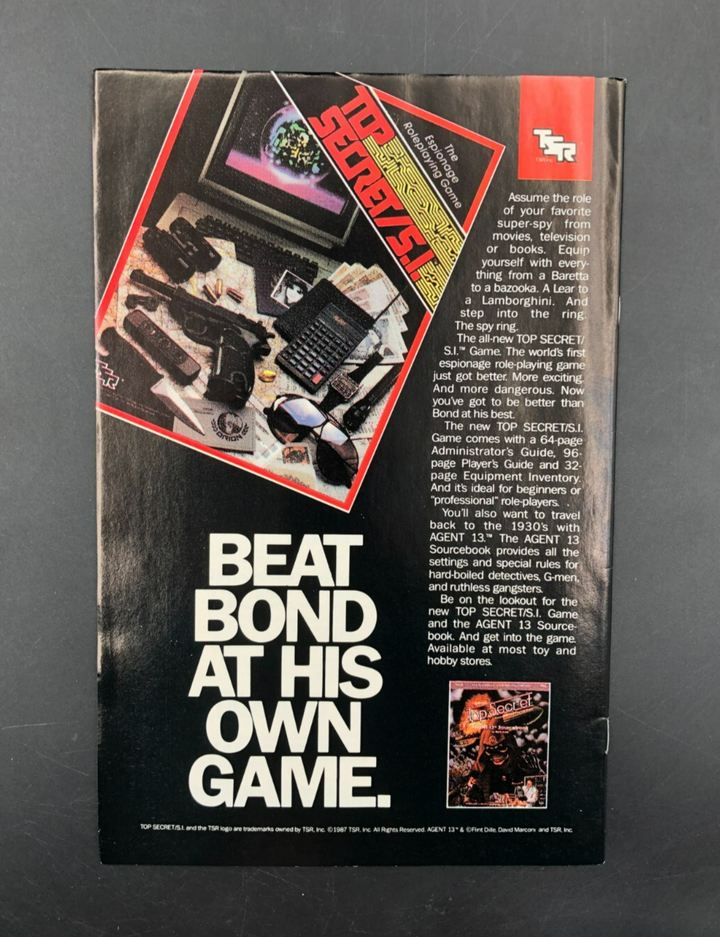 TOP
SECRET/S.I.
The
Espionage
Roleplaying Game
TSR
TSR
ORION
Assume the role
of your favorite
super-spy from
movies, television
or books. Equip
yourself with every-
thing from a Baretta
to a bazooka. A Lear to
a Lamborghini. And
step into the ring.
The spy ring.
The all-new TOP SECRET/
S.I.™ Game. The world's first
espionage role-playing game
just got better. More exciting.
And more dangerous. Now
you've got to be better than
Bond at his best.
The new TOP SECRET/S.I.
Game comes with a 64-page
Administrator's Guide, 96-
page Player's Guide and 32-
page Equipment Inventory.
And it's ideal for beginners or
"professional" role-players.
You'll also want to travel
back to the 1930's with
AGENT 13.™ The AGENT 13
Sourcebook provides all the
settings and special rules for
hard-boiled detectives, G-men,
and ruthless gangsters.
Be on the lookout for the
new TOP SECRET/S.I. Game
and the AGENT 13 Source-
book. And get into the game.
Available at most toy and
hobby stores.
BEAT
BOND
AT HIS
OWN
GAME.
Top Secret
AGENT 13™ Sourcebook
TOP SECRET/S.I. and the TSR logo are trademarks owned by TSR, Inc. ©1987 TSR, Inc. All Rights Reserved. AGENT 13™ & ©Flint Dille, David Marconi and TSR, Inc.